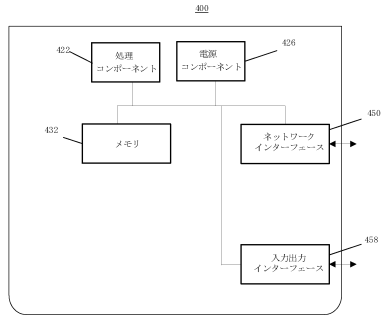 400
422
処理
コンポーネント
電源
コンポーネント
426
432
メモリ
ネットワーク
インターフェース
450
入力出力
インターフェース
458